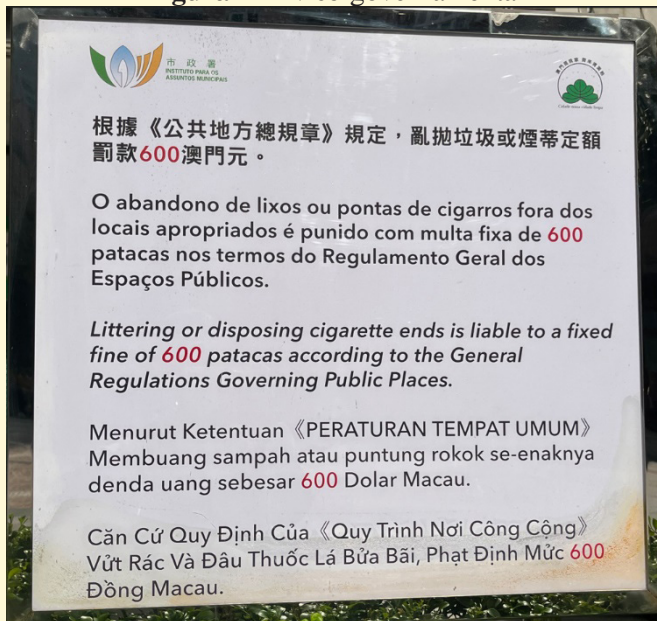 市政署
INSTITUTO PARA OS
ASSUNTOS MUNICIPAIS
根據《公共地方總規章》規定，亂拋垃圾或煙蒂定額
罰款600澳門元。
O abandono de lixos ou pontas de cigarros fora dos
locais apropriados é punido com multa fixa de 600
patacas nos termos do Regulamento Geral dos
Espaços Públicos.
Littering or disposing cigarette ends is liable to a fixed
fine of 600 patacas according to the General
Regulations Governing Public Places.
Menurut Ketentuan《PERATURAN TEMPAT UMUM》
Membuang sampah atau puntung rokok se-enaknya
denda uang sebesar 600 Dolar Macau.
Căn Cứ Quy Định Của《Quy Trình Nơi Công Cộng》
Vứt Rác Và Đầu Thuốc Lá Bửa Bãi, Phạt Định Mức 600
Đồng Macau.